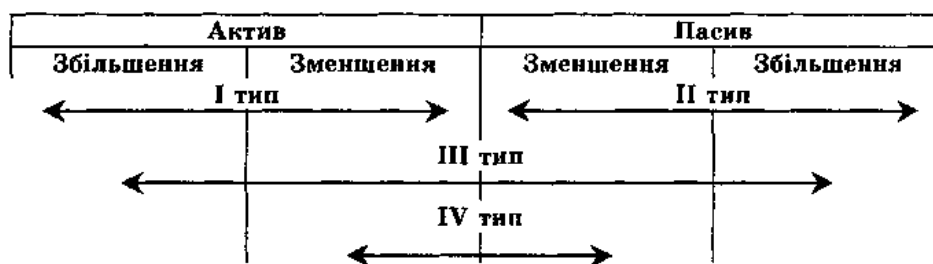 Актив Пасив
Збільшення Зменшення Зменшення Збільшення
I тип II тип
III тип
IV тип